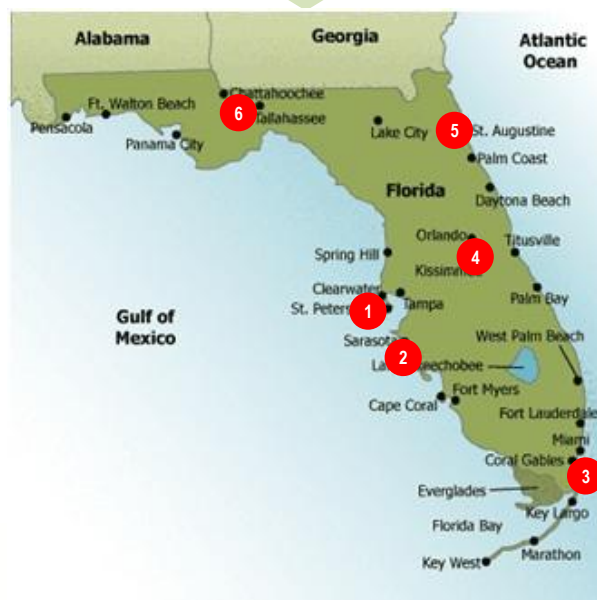 Alabama
Georgia
Atlantic
Ocean
Chattahoochee
Ft. Walton Beach
6
Tallahassee
Pensacola
Panama City
Lake City
5
St. Augustine
Palm Coast
Florida
Daytona Beach
Orlando
Titusville
Spring Hill
4
Clearwater
Tampa
Palm Bay
St.
1
Gulf of
Mexico
West Palm Beach
Sarasota
2
Fort Myers
Cape Coral
Fort Lauderdale
Miami
Coral Gables
3
Everglades
Key Largo
Florida Bay
Marathon
Key West